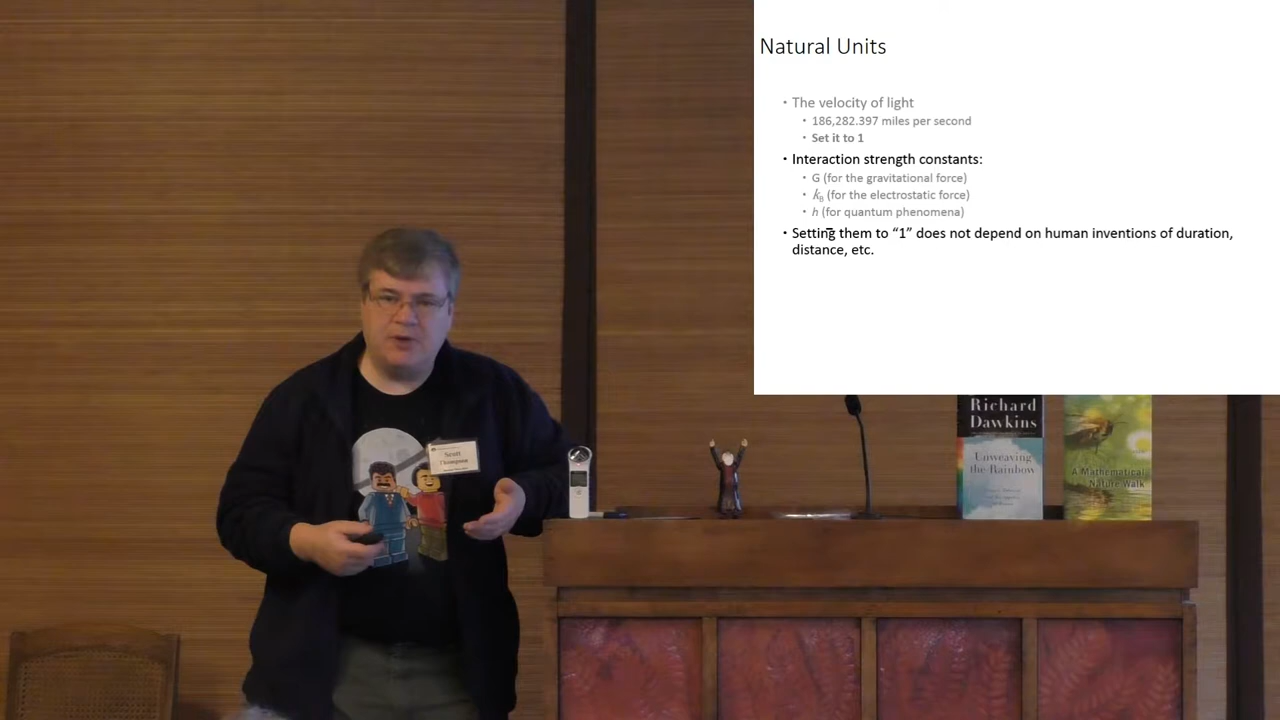 Natural Units
• The velocity of light
• 186,282.397 miles per second
• Set it to 1
• Interaction strength constants:
• G (for the gravitational force)
• kB (for the electrostatic force)
• h (for quantum phenomena)
• Setting them to “1” does not depend on human inventions of duration,
distance, etc.
Scott
Thompson
Richard
Dawkins
Unweaving
the Rainbow
A Mathematical
Nature Walk